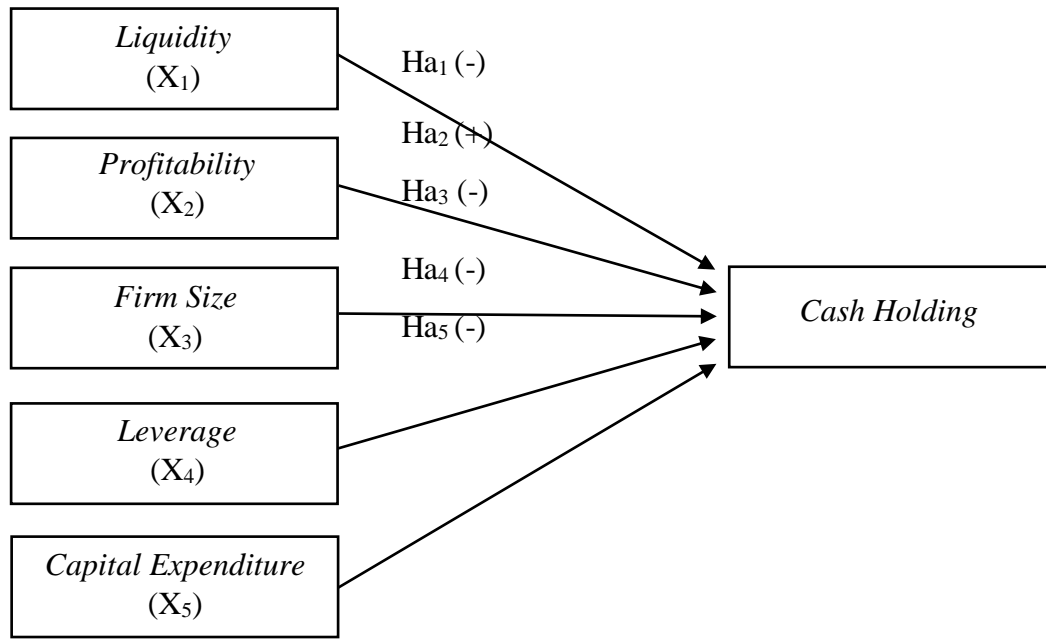 Liquidity
(X₁)
Ha₁ (-)
Ha₂ (+)
Profitability
(X₂)
Ha₃ (-)
Ha₄ (-)
Firm Size
(X₃)
Ha₅ (-)
Cash Holding
Leverage
(X₄)
Capital Expenditure
(X₅)